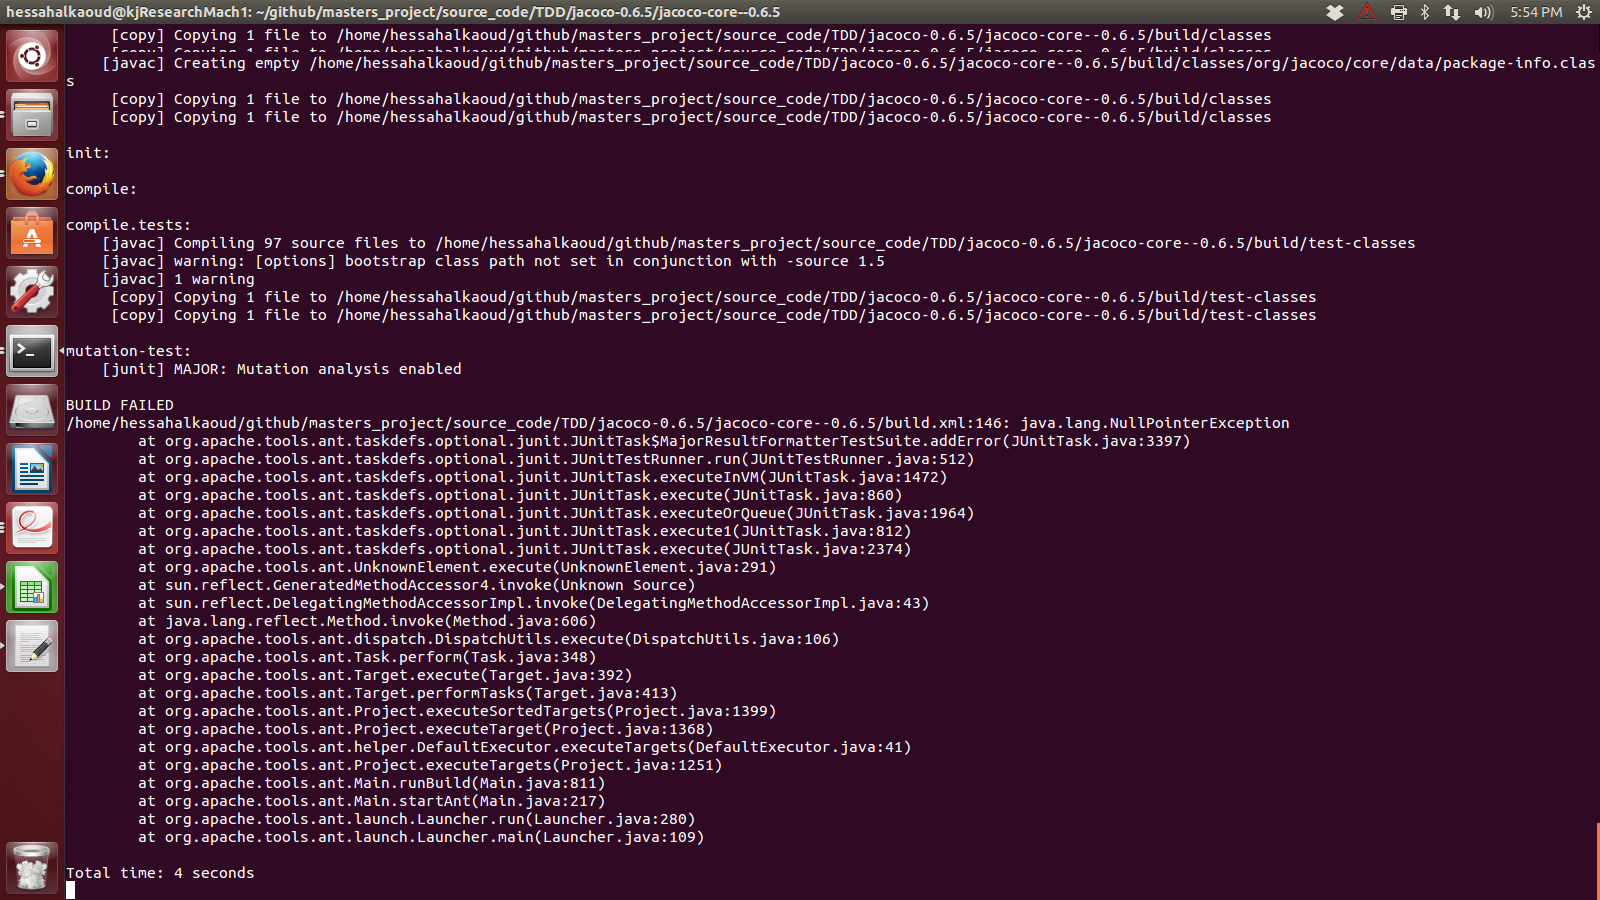 hessahalkaoud@kjResearchMach1: ~/github/masters_project/source_code/TDD/jacoco-0.6.5/jacoco-core--0.6.5
5:54 PM
[copy] Copying 1 file to /home/hessahalkaoud/github/masters_project/source_code/TDD/jacoco-0.6.5/jacoco-core--0.6.5/build/classes
[javac] Creating empty /home/hessahalkaoud/github/masters_project/source_code/TDD/jacoco-0.6.5/jacoco-core--0.6.5/build/classes/org/jacoco/core/data/package-info.clas
s
[copy] Copying 1 file to /home/hessahalkaoud/github/masters_project/source_code/TDD/jacoco-0.6.5/jacoco-core--0.6.5/build/classes
[copy] Copying 1 file to /home/hessahalkaoud/github/masters_project/source_code/TDD/jacoco-0.6.5/jacoco-core--0.6.5/build/classes
init:
compile:
compile.tests:
[javac] Compiling 97 source files to /home/hessahalkaoud/github/masters_project/source_code/TDD/jacoco-0.6.5/jacoco-core--0.6.5/build/test-classes
[javac] warning: [options] bootstrap class path not set in conjunction with -source 1.5
[javac] 1 warning
[copy] Copying 1 file to /home/hessahalkaoud/github/masters_project/source_code/TDD/jacoco-0.6.5/jacoco-core--0.6.5/build/test-classes
[copy] Copying 1 file to /home/hessahalkaoud/github/masters_project/source_code/TDD/jacoco-0.6.5/jacoco-core--0.6.5/build/test-classes
mutation-test:
[junit] MAJOR: Mutation analysis enabled
BUILD FAILED
/home/hessahalkaoud/github/masters_project/source_code/TDD/jacoco-0.6.5/jacoco-core--0.6.5/build.xml:146: java.lang.NullPointerException
at org.apache.tools.ant.taskdefs.optional.junit.JUnitTask$MajorResultFormatterTestSuite.addError(JUnitTask.java:3397)
at org.apache.tools.ant.taskdefs.optional.junit.JUnitTestRunner.run(JUnitTestRunner.java:512)
at org.apache.tools.ant.taskdefs.optional.junit.JUnitTask.executeInVM(JUnitTask.java:1472)
at org.apache.tools.ant.taskdefs.optional.junit.JUnitTask.execute(JUnitTask.java:860)
at org.apache.tools.ant.taskdefs.optional.junit.JUnitTask.executeOrQueue(JUnitTask.java:1964)
at org.apache.tools.ant.taskdefs.optional.junit.JUnitTask.execute1(JUnitTask.java:812)
at org.apache.tools.ant.taskdefs.optional.junit.JUnitTask.execute(JUnitTask.java:2374)
at org.apache.tools.ant.UnknownElement.execute(UnknownElement.java:291)
at sun.reflect.GeneratedMethodAccessor4.invoke(Unknown Source)
at sun.reflect.DelegatingMethodAccessorImpl.invoke(DelegatingMethodAccessorImpl.java:43)
at java.lang.reflect.Method.invoke(Method.java:606)
at org.apache.tools.ant.dispatch.DispatchUtils.execute(DispatchUtils.java:106)
at org.apache.tools.ant.Task.perform(Task.java:348)
at org.apache.tools.ant.Target.execute(Target.java:392)
at org.apache.tools.ant.Target.performTasks(Target.java:413)
at org.apache.tools.ant.Project.executeSortedTargets(Project.java:1399)
at org.apache.tools.ant.Project.executeTarget(Project.java:1368)
at org.apache.tools.ant.helper.DefaultExecutor.executeTargets(DefaultExecutor.java:41)
at org.apache.tools.ant.Project.executeTargets(Project.java:1251)
at org.apache.tools.ant.Main.runBuild(Main.java:811)
at org.apache.tools.ant.Main.startAnt(Main.java:217)
at org.apache.tools.ant.launch.Launcher.run(Launcher.java:280)
at org.apache.tools.ant.launch.Launcher.main(Launcher.java:109)
Total time: 4 seconds